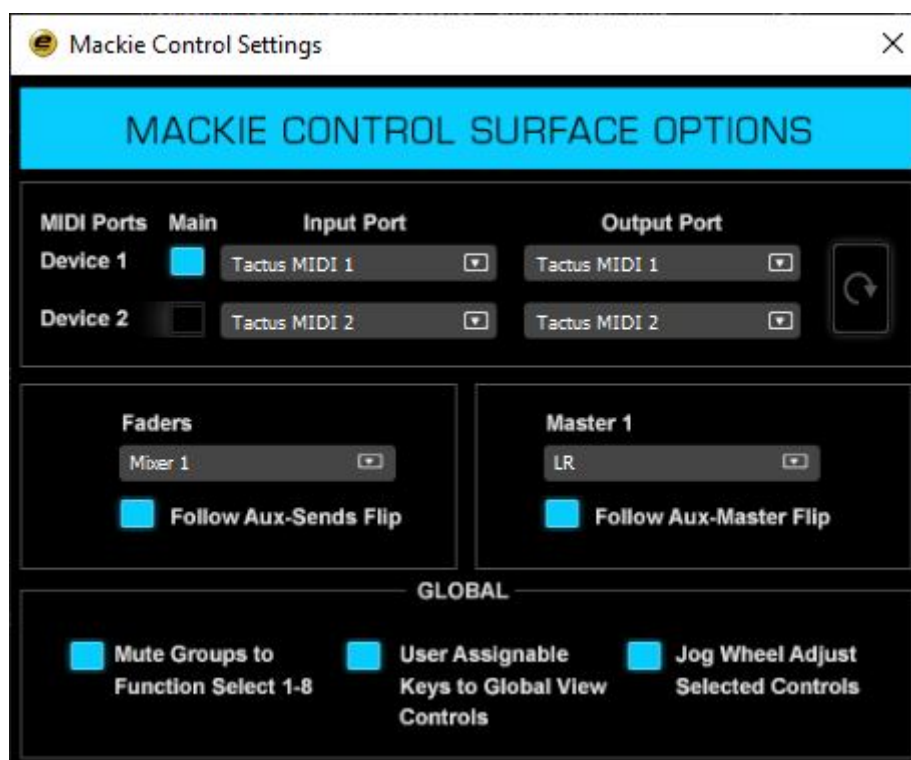 Mackie Control Settings
MACKIE CONTROL SURFACE OPTIONS
MIDI Ports Main Input Port Output Port
Device 1 Tactus MIDI 1 Tactus MIDI 1
Device 2 Tactus MIDI 2 Tactus MIDI 2
Faders
Mixer 1
Follow Aux-Sends Flip
Master 1
LR
Follow Aux-Master Flip
GLOBAL
Mute Groups to
Function Select 1-8
User Assignable
Keys to Global View
Controls
Jog Wheel Adjust
Selected Controls